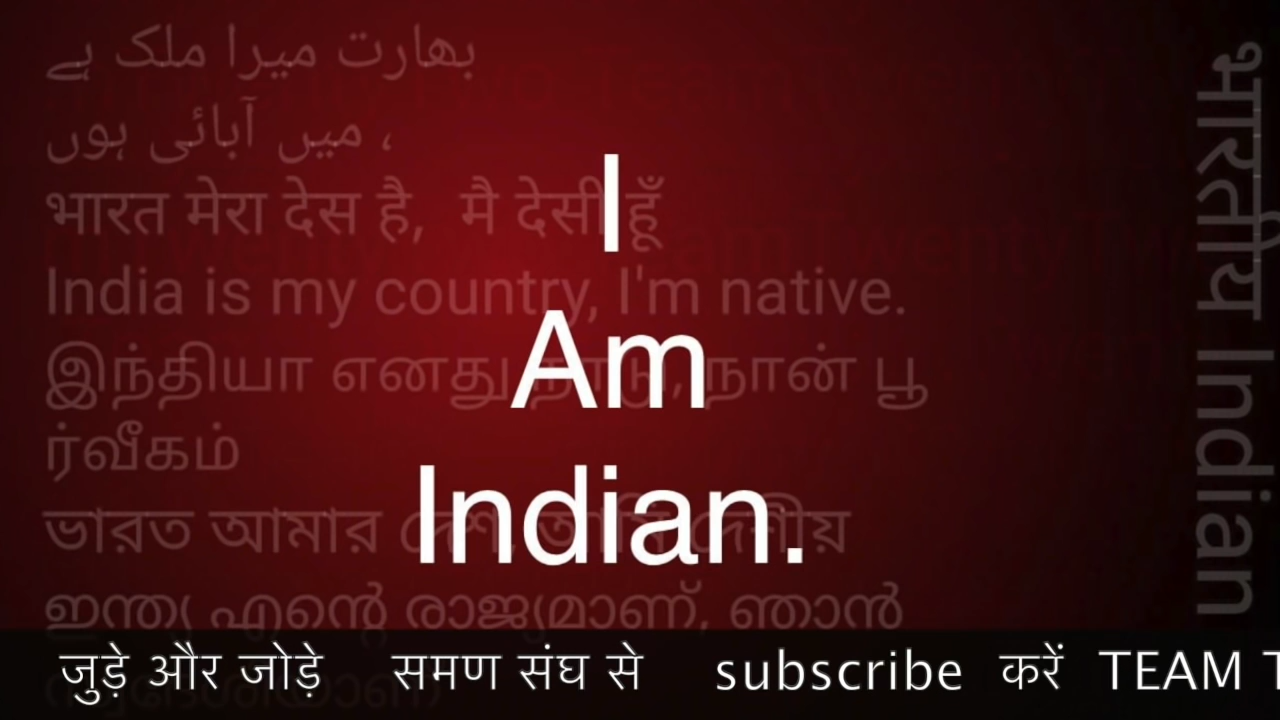 بھارت میرا ملک ہے
، میں آبائی ہوں
भारत मेरा देस है, मै देसी हूँ
India is my country, I'm native.
இந்தியா எனது நாடு, நான் பூ
ர்வீகம்
ভারত আমার দেশ, আমি দেশীয়
ഇന്ത്യ എന്റെ രാജ്യമാണ്, ഞാൻ
I
Am
Indian.
भारतीय Indian
जुड़े और जोड़े समण संघ से subscribe करें TEAM T